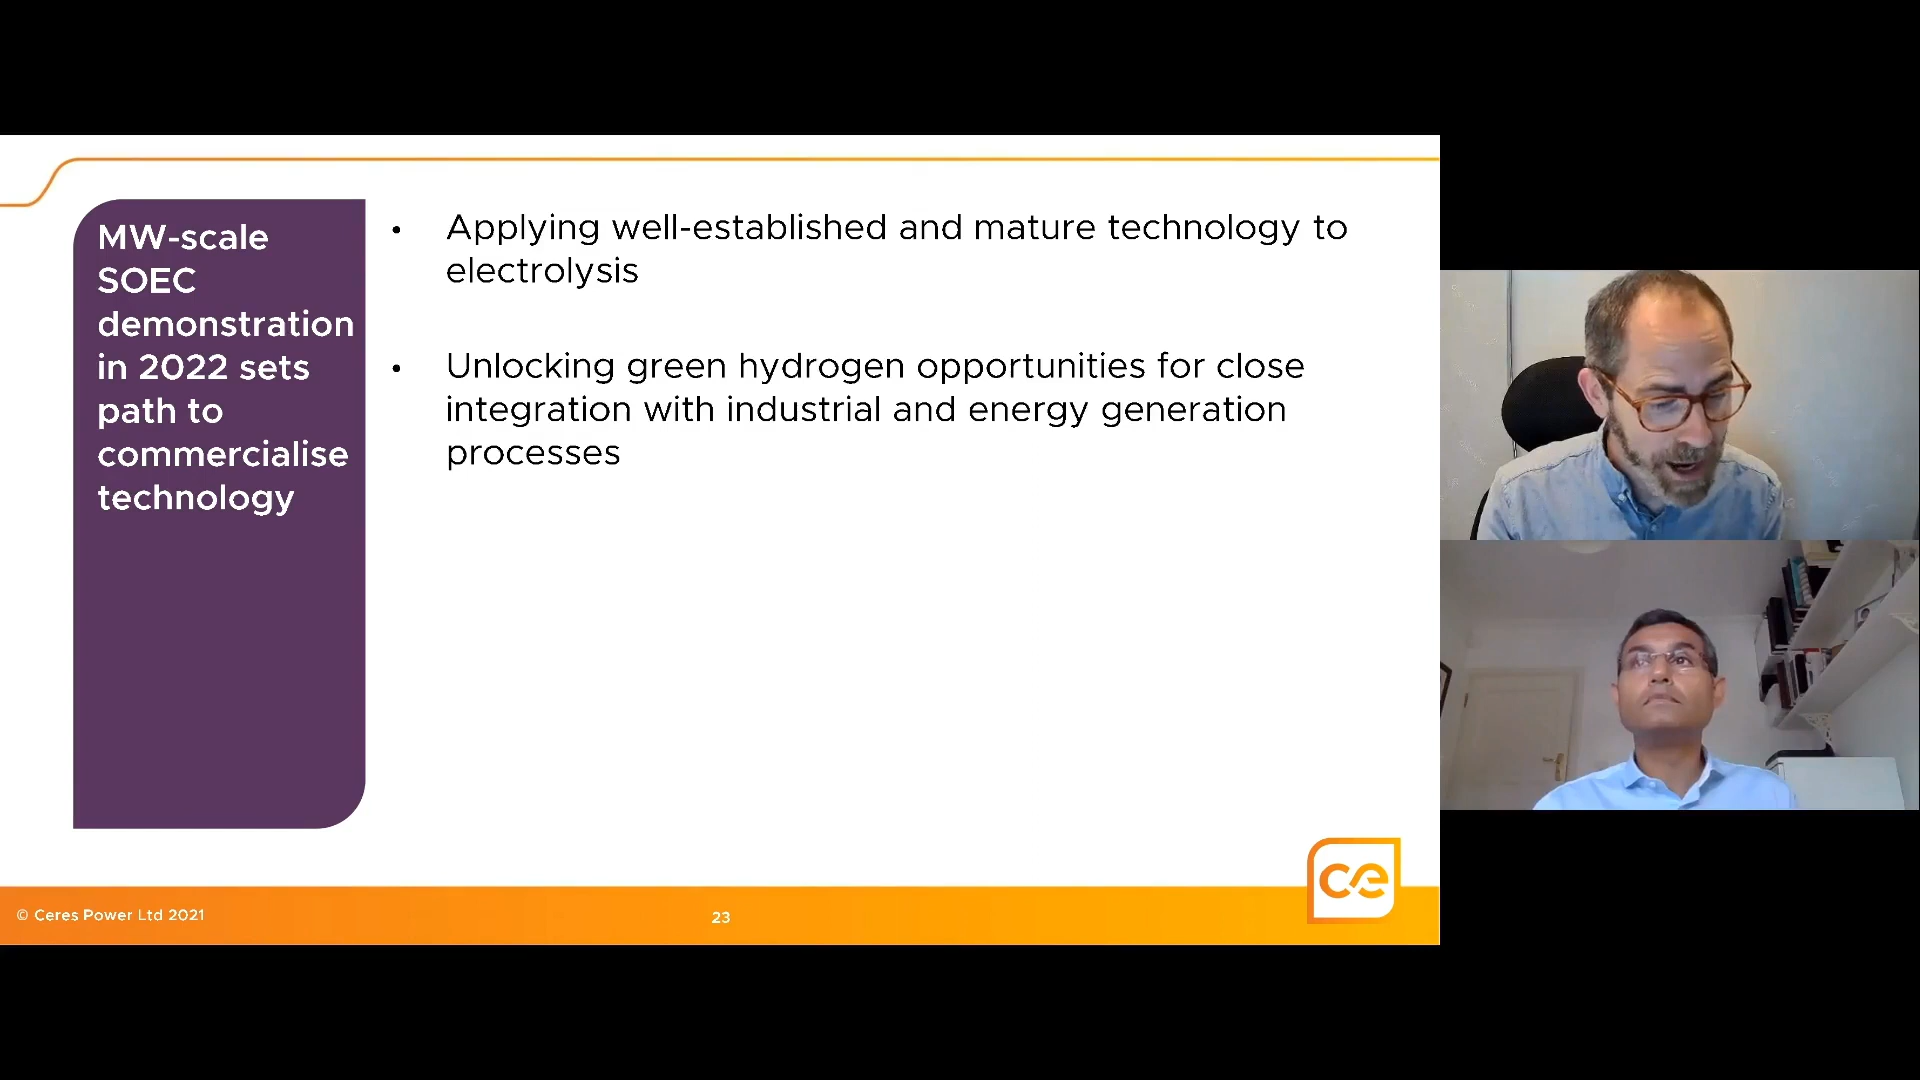 MW-scale
SOEC
demonstration
in 2022 sets
path to
commercialise
technology
• Applying well-established and mature technology to
electrolysis
• Unlocking green hydrogen opportunities for close
integration with industrial and energy generation
processes
ce
© Ceres Power Ltd 2021
23